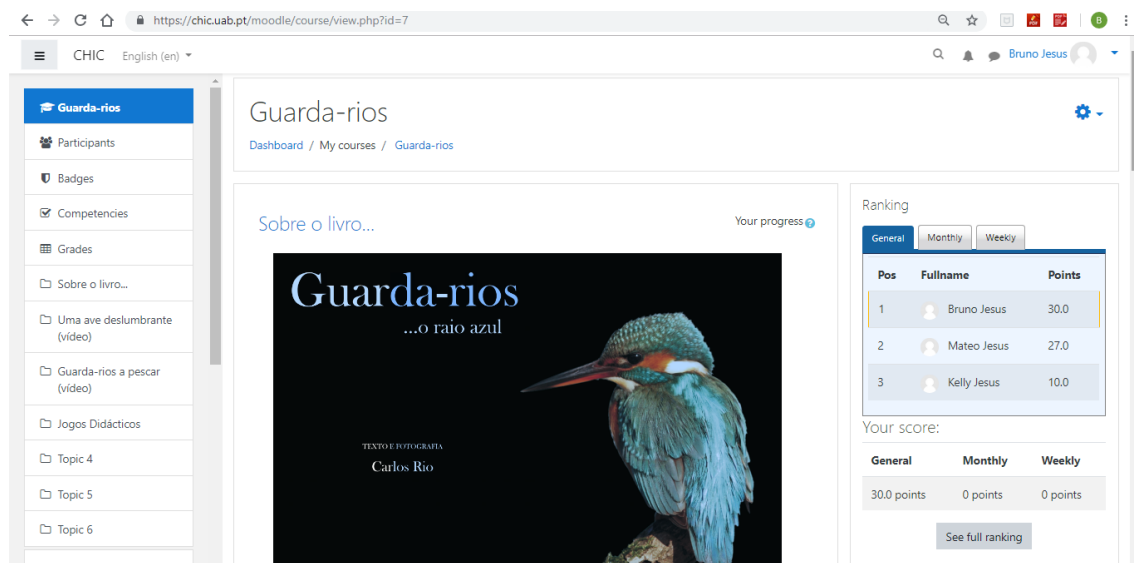 https://chic.uab.pt/moodle/course/view.php?id=7
B
CHIC English (en)
Bruno Jesus
Guarda-rios
Participants
Badges
Competencies
Grades
Sobre o livro...
Uma ave deslumbrante
(vídeo)
Guarda-rios a pescar
(vídeo)
Jogos Didácticos
Topic 4
Topic 5
Topic 6
Guarda-rios
Dashboard / My courses / Guarda-rios
Sobre o livro...
Your progress
Guarda-rios
...o raio azul
TEXTO E FOTOGRAFIA
Carlos Rio
Ranking
General Monthly Weekly
Pos Fullname Points
1 Bruno Jesus 30.0
2 Mateo Jesus 27.0
3 Kelly Jesus 10.0
Your score:
General Monthly Weekly
30.0 points 0 points 0 points
See full ranking